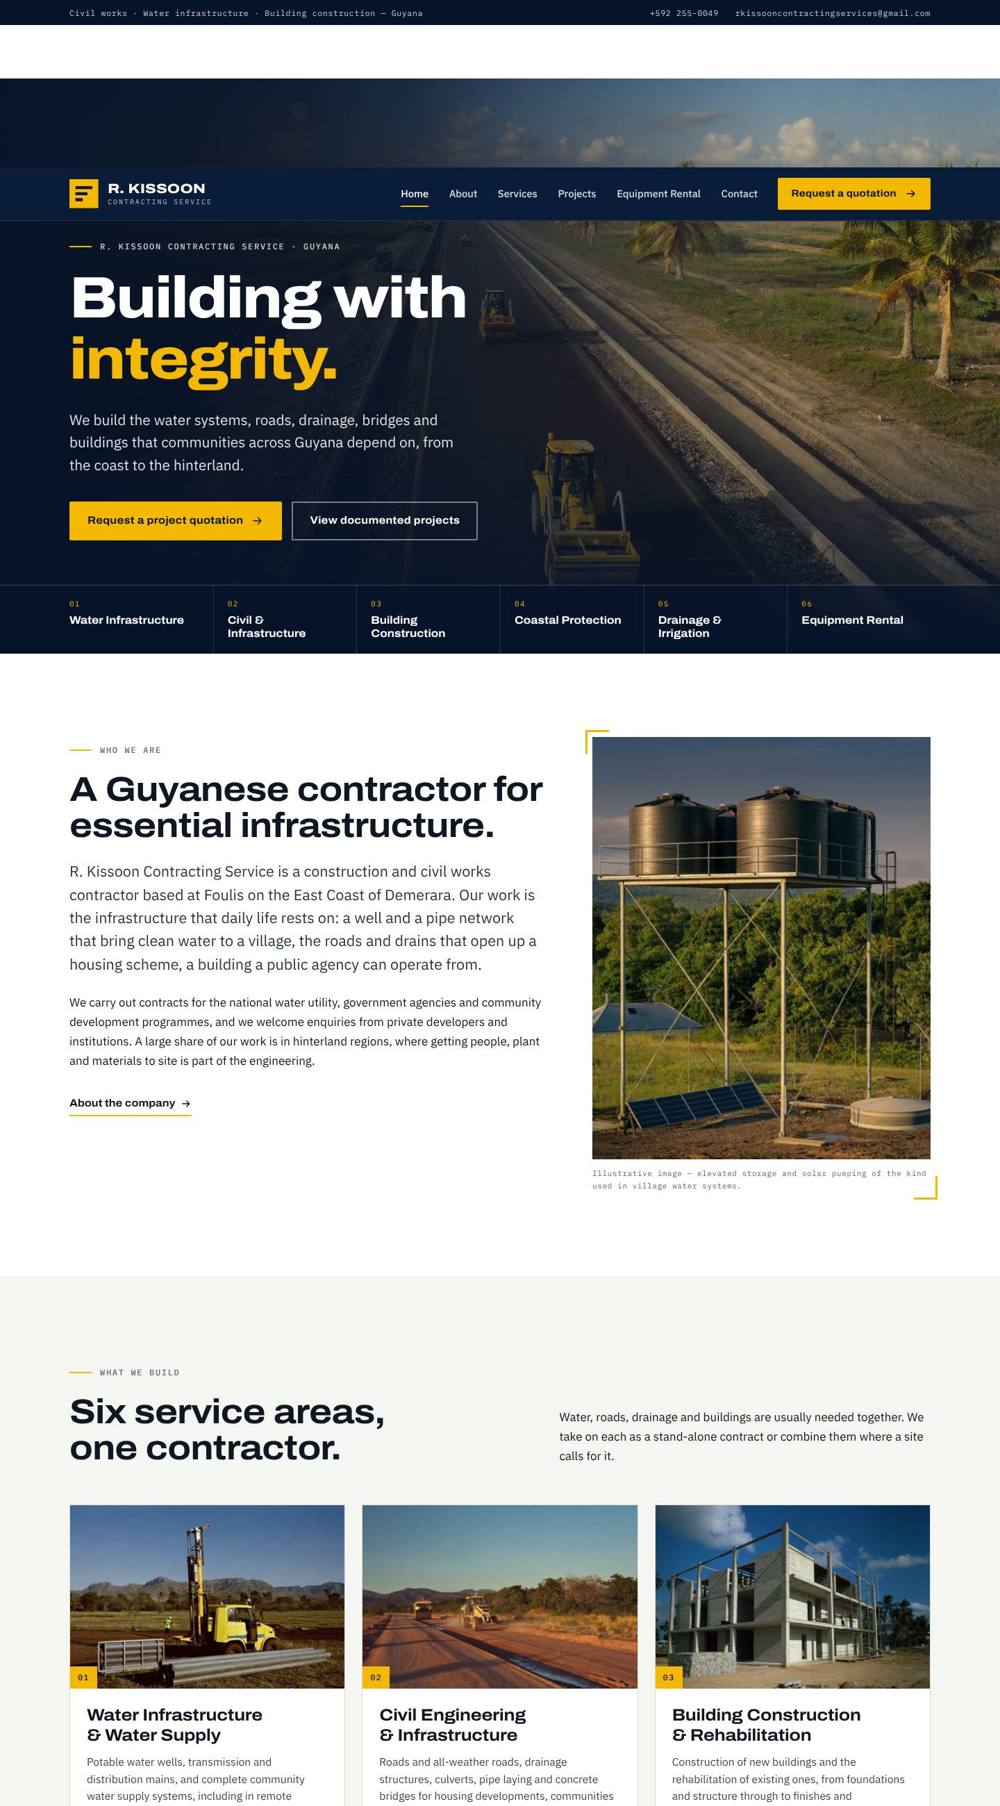 Civil works · Water infrastructure · Building construction — Guyana
+592 255-0049 rkissooncontractingservices@gmail.com
R. KISSOON
CONTRACTING SERVICE
Home About Services Projects Equipment Rental Contact Request a quotation →
R. KISSOON CONTRACTING SERVICE · GUYANA
Building with
integrity.
We build the water systems, roads, drainage, bridges and
buildings that communities across Guyana depend on, from
the coast to the hinterland.
Request a project quotation →
View documented projects
01
Water Infrastructure
02
Civil &
Infrastructure
03
Building
Construction
04
Coastal Protection
05
Drainage &
Irrigation
06
Equipment Rental
WHO WE ARE
A Guyanese contractor for
essential infrastructure.
R. Kissoon Contracting Service is a construction and civil works
contractor based at Foulis on the East Coast of Demerara. Our work is
the infrastructure that daily life rests on: a well and a pipe network
that bring clean water to a village, the roads and drains that open up a
housing scheme, a building a public agency can operate from.
We carry out contracts for the national water utility, government agencies and community
development programmes, and we welcome enquiries from private developers and
institutions. A large share of our work is in hinterland regions, where getting people, plant
and materials to site is part of the engineering.
About the company →
Illustrative image — elevated storage and solar pumping of the kind
used in village water systems.
WHAT WE BUILD
Six service areas,
one contractor.
Water, roads, drainage and buildings are usually needed together. We
take on each as a stand-alone contract or combine them where a site
calls for it.
01
Water Infrastructure
& Water Supply
Potable water wells, transmission and
distribution mains, and complete community
water supply systems, including in remote
02
Civil Engineering
& Infrastructure
Roads and all-weather roads, drainage
structures, culverts, pipe laying and concrete
bridges for housing developments, communities
03
Building Construction
& Rehabilitation
Construction of new buildings and the
rehabilitation of existing ones, from foundations
and structure through to finishes and